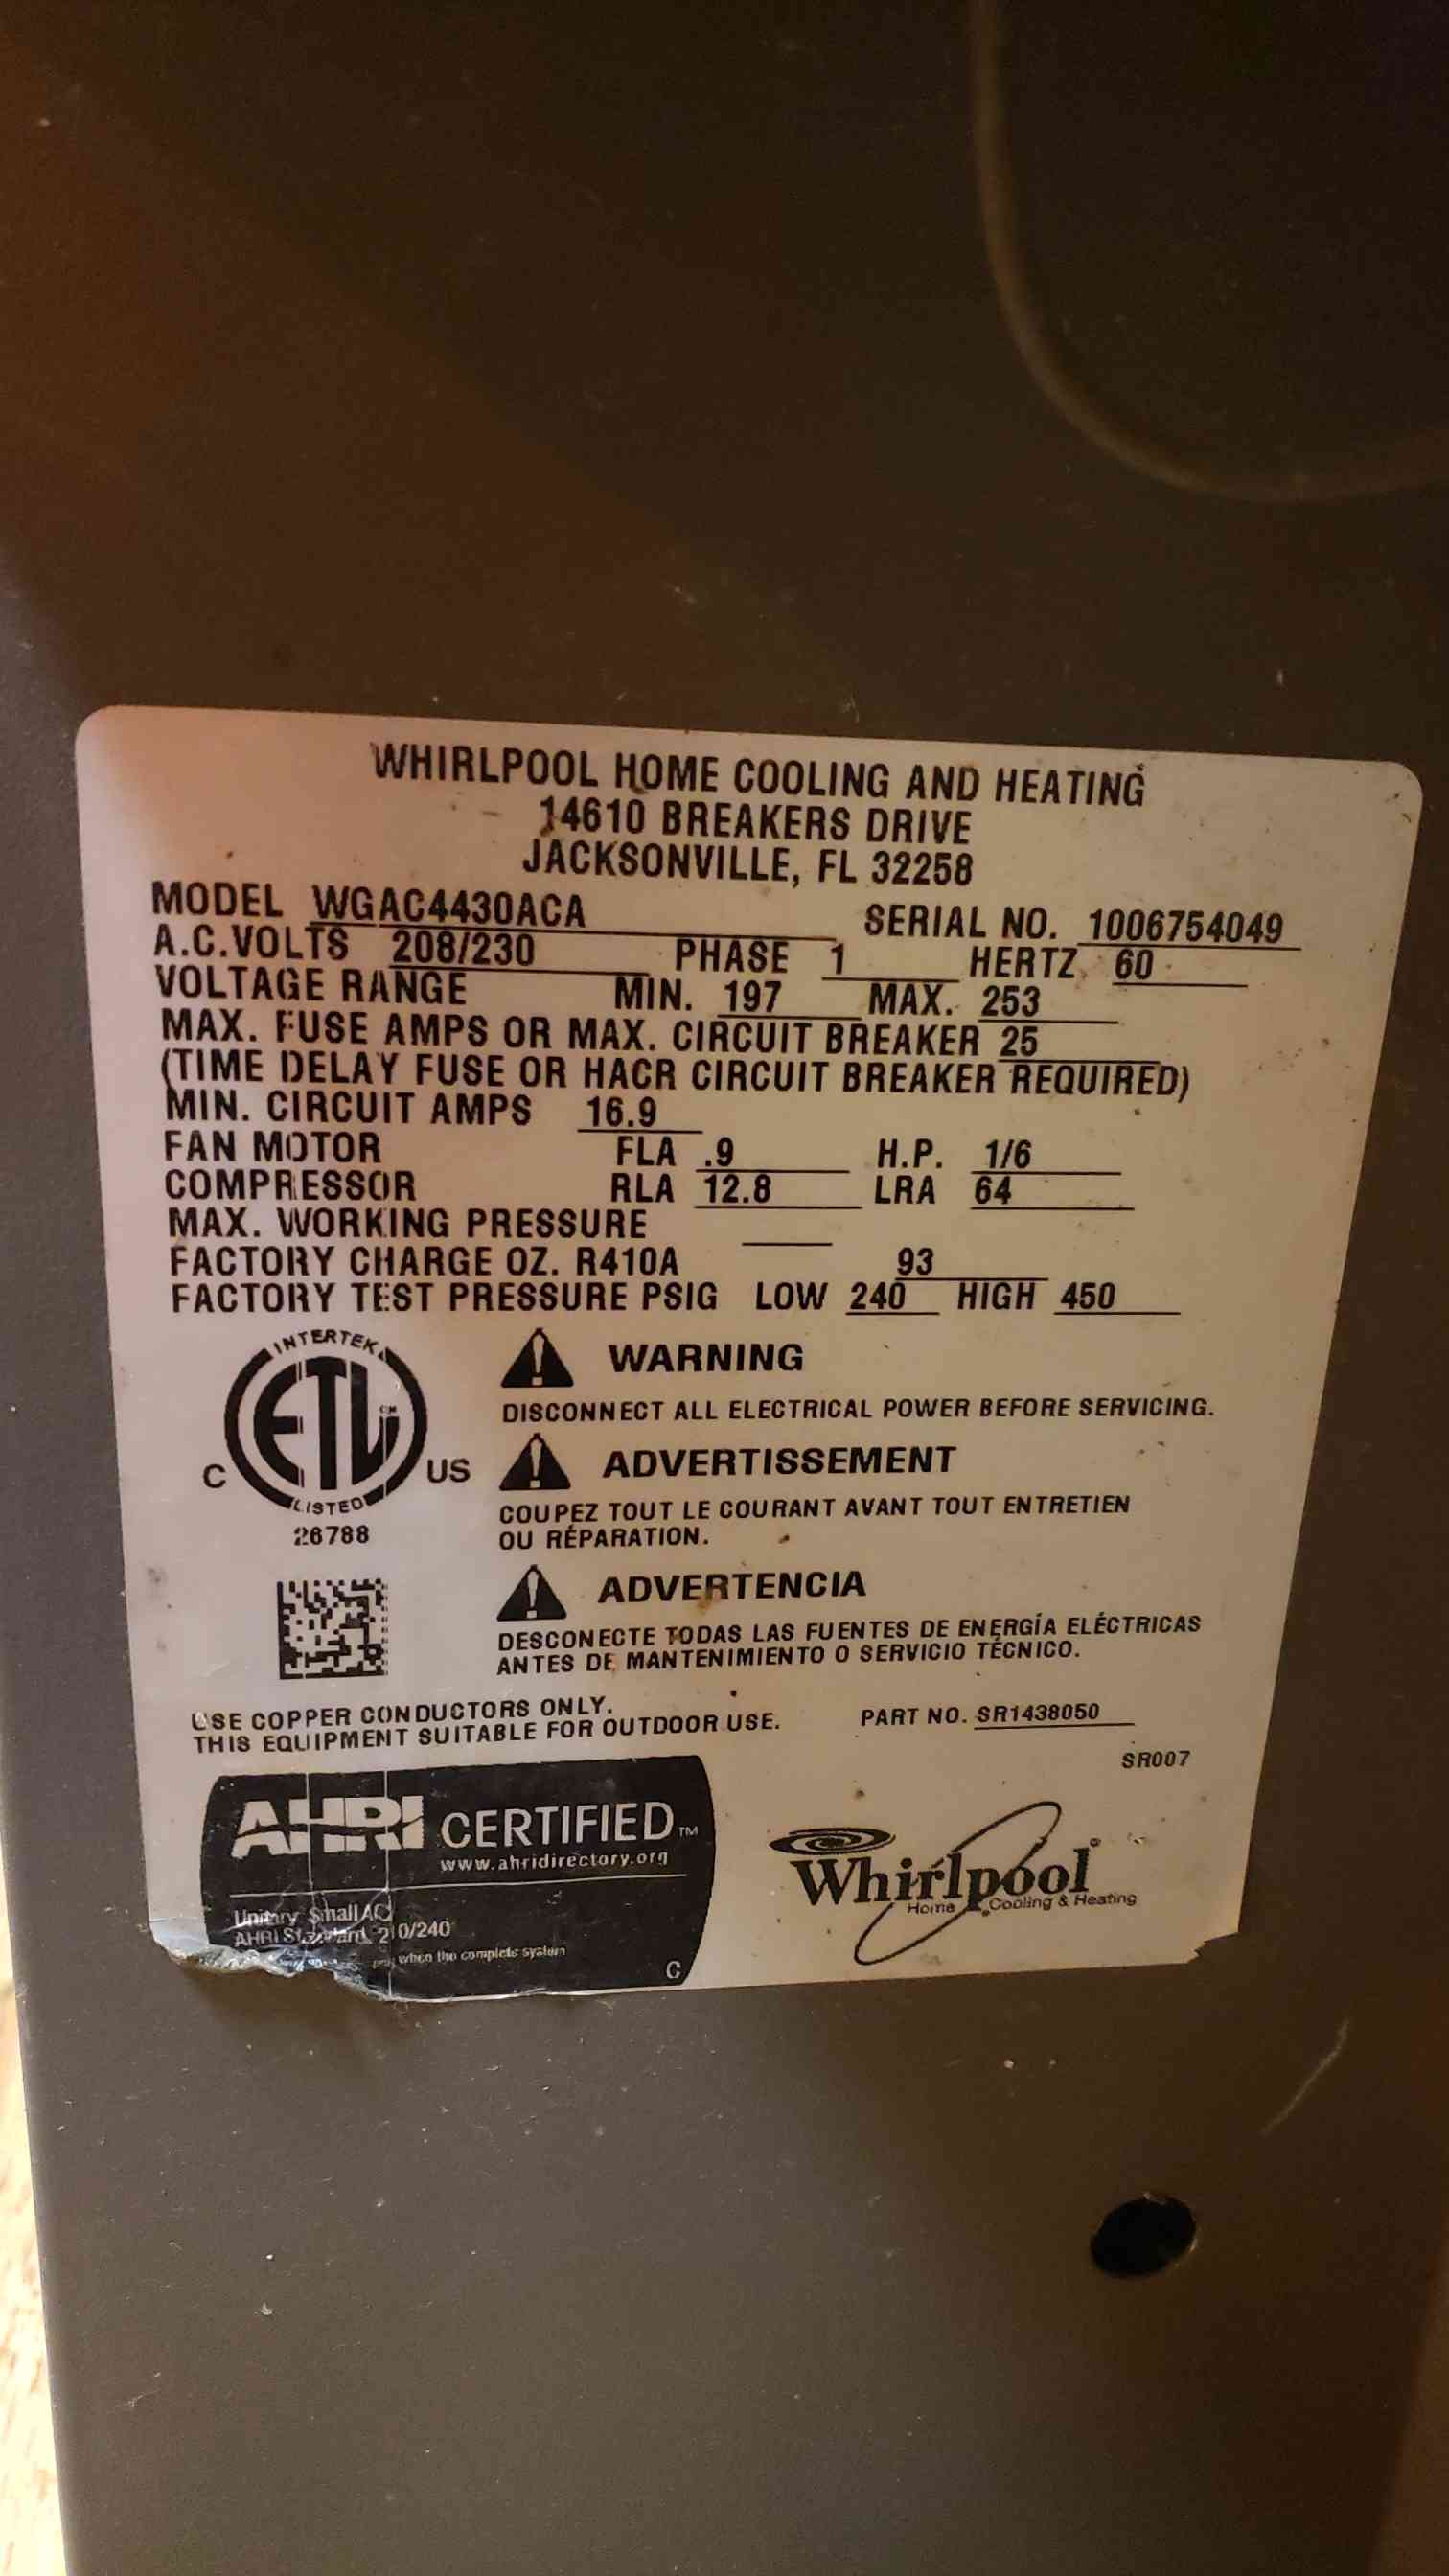 WHIRLPOOL HOME COOLING AND HEATING
14610 BREAKERS DRIVE
JACKSONVILLE, FL 32258
MODEL WGAC4430ACA SERIAL NO. 1006754049
A.C.VOLTS 208/230 PHASE 1 HERTZ 60
VOLTAGE RANGE MIN. 197 MAX. 253
MAX. FUSE AMPS OR MAX. CIRCUIT BREAKER 25
(TIME DELAY FUSE OR HACR CIRCUIT BREAKER REQUIRED)
MIN. CIRCUIT AMPS 16.9
FAN MOTOR FLA .9 H.P. 1/6
COMPRESSOR RLA 12.8 LRA 64
MAX. WORKING PRESSURE
FACTORY CHARGE OZ. R410A 93
FACTORY TEST PRESSURE PSIG LOW 240 HIGH 450
INTERTEK
ETL CM
C US
LISTED
26788
WARNING
DISCONNECT ALL ELECTRICAL POWER BEFORE SERVICING.
ADVERTISSEMENT
COUPEZ TOUT LE COURANT AVANT TOUT ENTRETIEN
OU RÉPARATION.
ADVERTENCIA
DESCONECTE TODAS LAS FUENTES DE ENERGÍA ELÉCTRICAS
ANTES DE MANTENIMIENTO O SERVICIO TÉCNICO.
USE COPPER CONDUCTORS ONLY.
THIS EQUIPMENT SUITABLE FOR OUTDOOR USE.
PART NO. SR1438050
SR007
AHRI CERTIFIED TM
www.ahridirectory.org
Unitary Small AC
AHRI Standard 210/240
when the complete system
C
Whirlpool®
Home Cooling & Heating